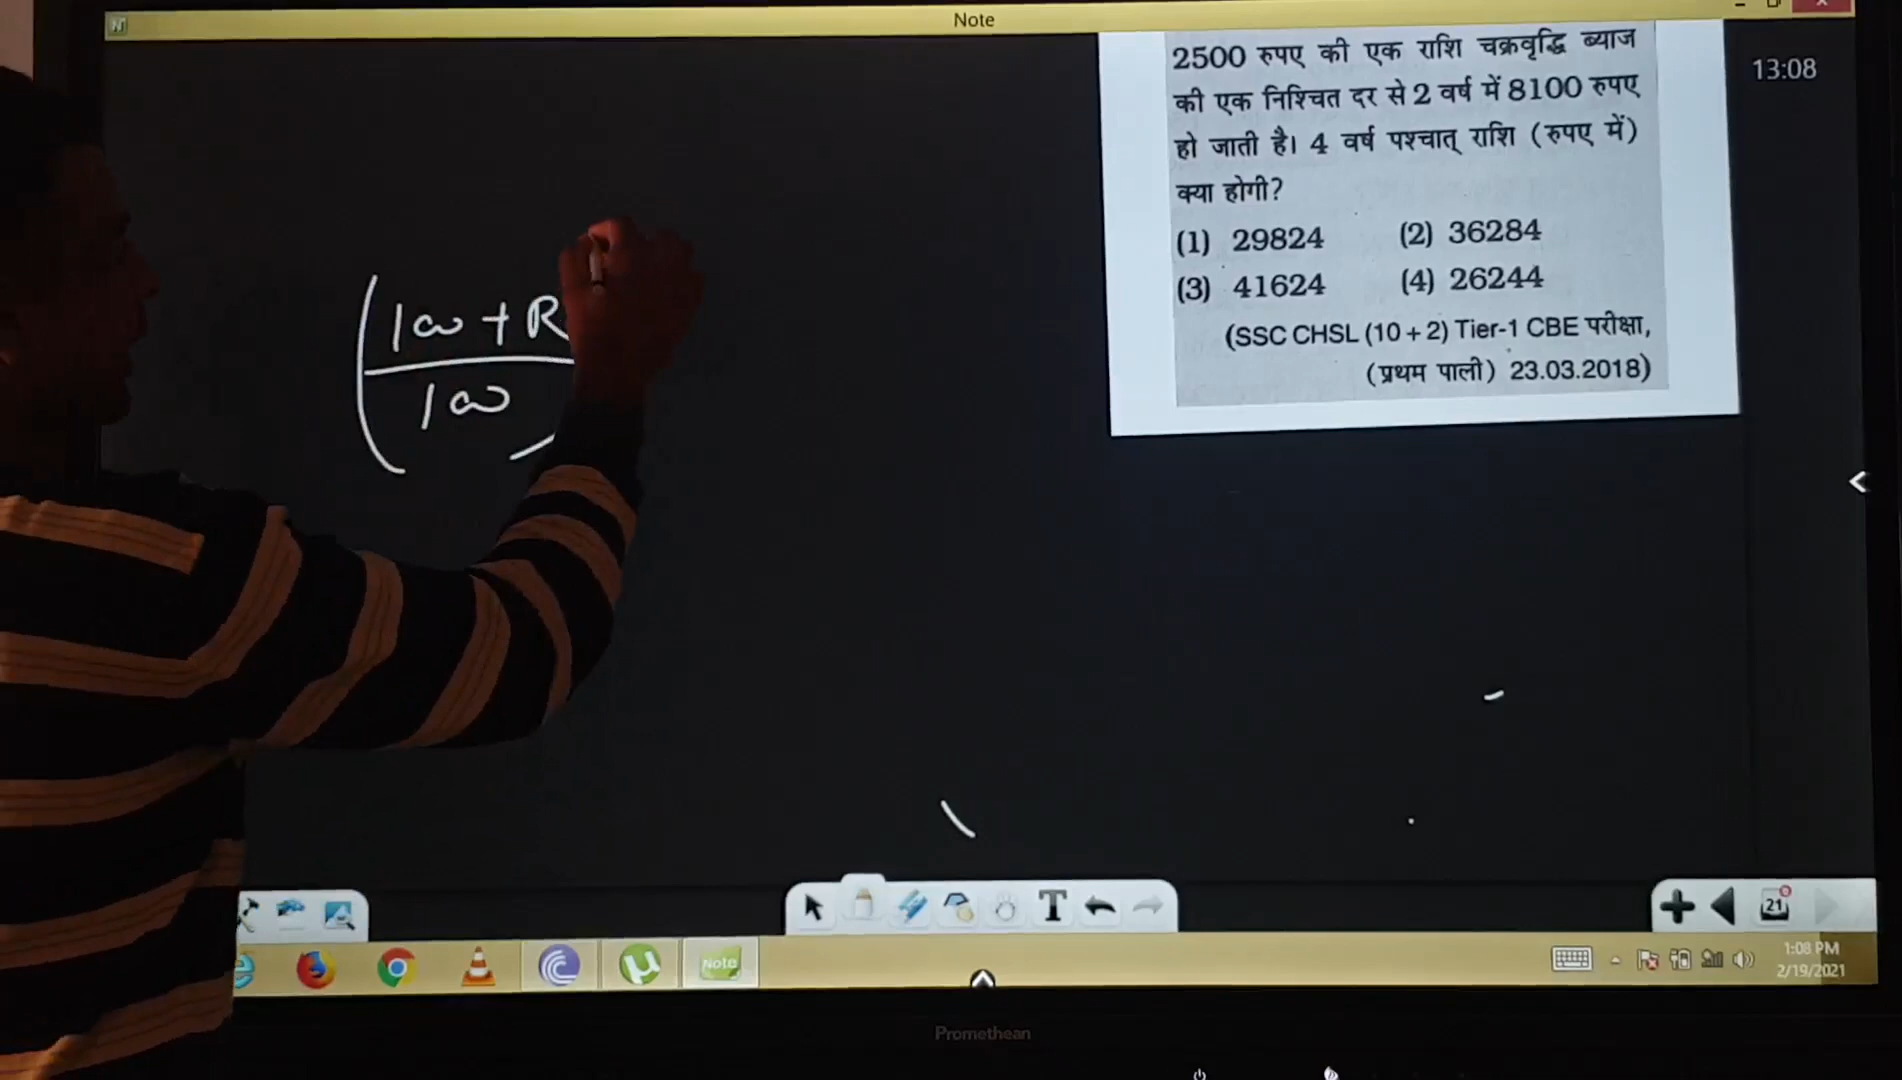 Note
2500 रुपए की एक राशि चक्रवृद्धि ब्याज
की एक निश्चित दर से 2 वर्ष में 8100 रुपए
हो जाती है। 4 वर्ष पश्चात् राशि (रुपए में)
क्या होगी?
(1) 29824 (2) 36284
(3) 41624 (4) 26244
(SSC CHSL (10 + 2) Tier-1 CBE परीक्षा,
(प्रथम पाली) 23.03.2018)
13:08
100 + R
100
T
21
Note
1:08 PM
2/19/2021
Promethean